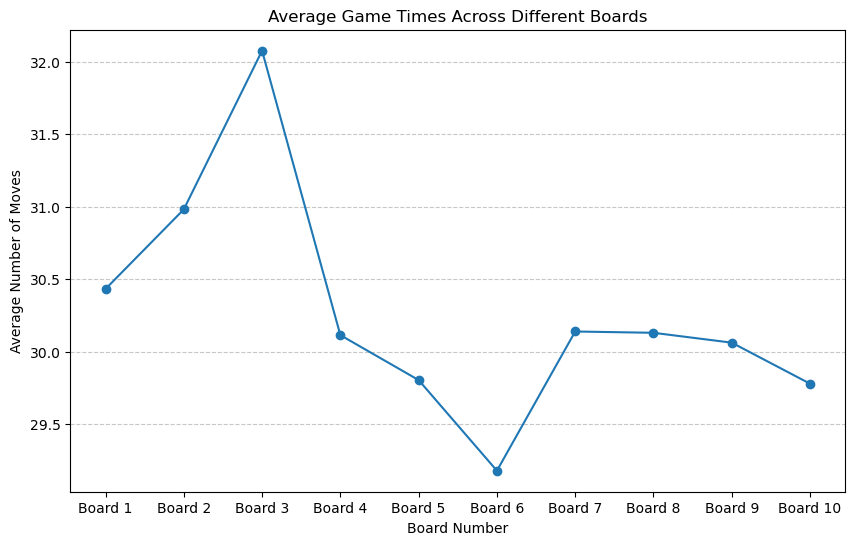 Average Game Times Across Different Boards
Average Number of Moves
32.0
31.5
31.0
30.5
30.0
29.5
Board 1 Board 2 Board 3 Board 4 Board 5 Board 6 Board 7 Board 8 Board 9 Board 10
Board Number